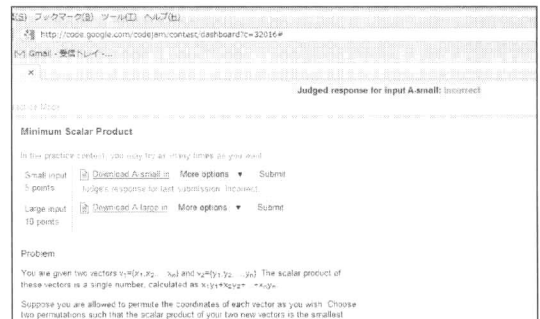 (S) ブックマーク(B) ツール(T) ヘルプ(H)
http://code.google.com/codejam/contest/dashboard?c=32016#
Gmail - 受信トレイ - ...
×
Judged response for input A-small: Incorrect
Practice Mode
Minimum Scalar Product
In the practice contest, you may try as many times as you need.
Small input
5 points
Download A-small.in More options ▼ Submit
Judge's response for last submission: Incorrect.
Large input
10 points
Download A-large.in More options ▼ Submit
Problem
You are given two vectors v₁=(x₁,x₂,...,xₙ) and v₂=(y₁,y₂,...,yₙ). The scalar product of
these vectors is a single number, calculated as x₁y₁+x₂y₂+...+xₙyₙ.
Suppose you are allowed to permute the coordinates of each vector as you wish. Choose
two permutations such that the scalar product of your two new vectors is the smallest